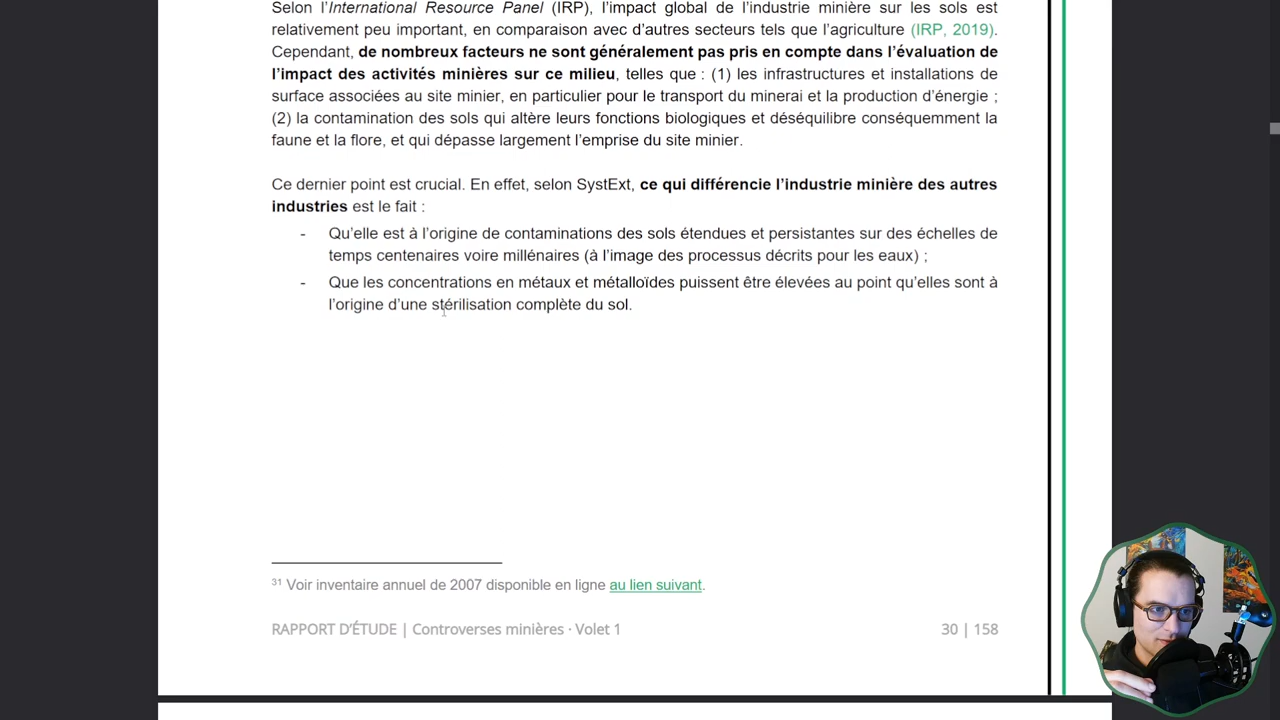 Selon l'International Resource Panel (IRP), l'impact global de l'industrie minière sur les sols est
relativement peu important, en comparaison avec d'autres secteurs tels que l'agriculture (IRP, 2019).
Cependant, de nombreux facteurs ne sont généralement pas pris en compte dans l'évaluation de
l'impact des activités minières sur ce milieu, telles que : (1) les infrastructures et installations de
surface associées au site minier, en particulier pour le transport du minerai et la production d'énergie ;
(2) la contamination des sols qui altère leurs fonctions biologiques et déséquilibre conséquemment la
faune et la flore, et qui dépasse largement l'emprise du site minier.
Ce dernier point est crucial. En effet, selon SystExt, ce qui différencie l'industrie minière des autres
industries est le fait :
- Qu'elle est à l'origine de contaminations des sols étendues et persistantes sur des échelles de
temps centenaires voire millénaires (à l'image des processus décrits pour les eaux) ;
- Que les concentrations en métaux et métalloïdes puissent être élevées au point qu'elles sont à
l'origine d'une stérilisation complète du sol.
31 Voir inventaire annuel de 2007 disponible en ligne au lien suivant.
RAPPORT D'ÉTUDE | Controverses minières · Volet 1 30 | 158